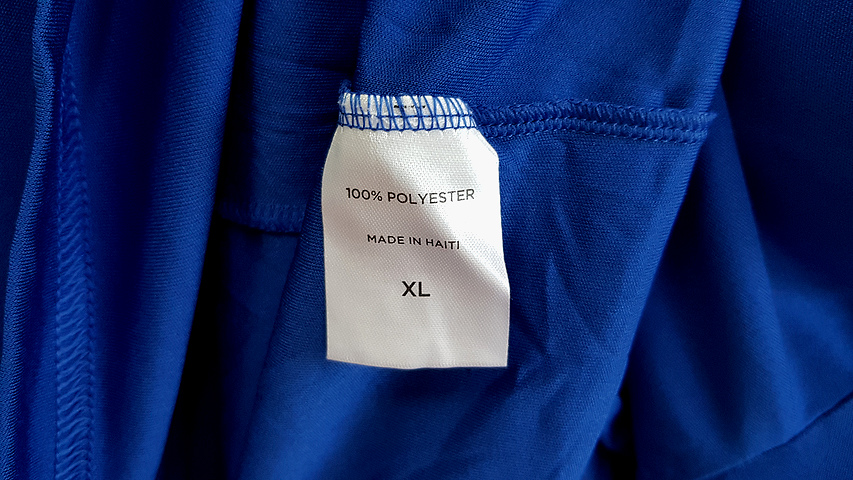 100% POLYESTER
MADE IN HAITI
XL